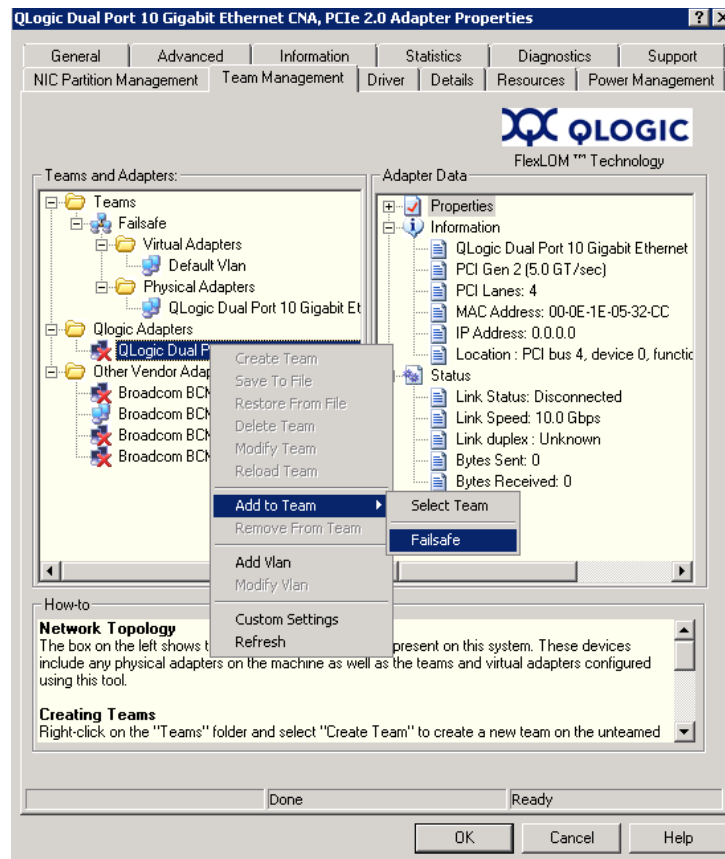 QLogic Dual Port 10 Gigabit Ethernet CNA, PCIe 2.0 Adapter Properties
General Advanced Information Statistics Diagnostics Support
NIC Partition Management Team Management Driver Details Resources Power Management
QLOGIC
FlexLOM ™ Technology
Teams and Adapters:
Teams
Failsafe
Virtual Adapters
Default Vlan
Physical Adapters
QLogic Dual Port 10 Gigabit Et
Qlogic Adapters
QLogic Dual P
Other Vendor Adap
Broadcom BCM
Broadcom BCM
Broadcom BCM
Broadcom BCM
Adapter Data
Properties
Information
QLogic Dual Port 10 Gigabit Ethernet
PCI Gen 2 (5.0 GT/sec)
PCI Lanes: 4
MAC Address: 00-0E-1E-05-32-CC
IP Address: 0.0.0.0
Location : PCI bus 4, device 0, functic
Status
Link Status: Disconnected
Link Speed: 10.0 Gbps
Link duplex : Unknown
Bytes Sent: 0
Bytes Received: 0
Create Team
Save To File
Restore From File
Delete Team
Modify Team
Reload Team
Add to Team
Remove From Team
Add Vlan
Modify Vlan
Custom Settings
Refresh
Select Team
Failsafe
How-to
Network Topology
The box on the left shows t present on this system. These devices
include any physical adapters on the machine as well as the teams and virtual adapters configured
using this tool.
Creating Teams
Right-click on the "Teams" folder and select "Create Team" to create a new team on the unteamed
Done Ready
OK Cancel Help